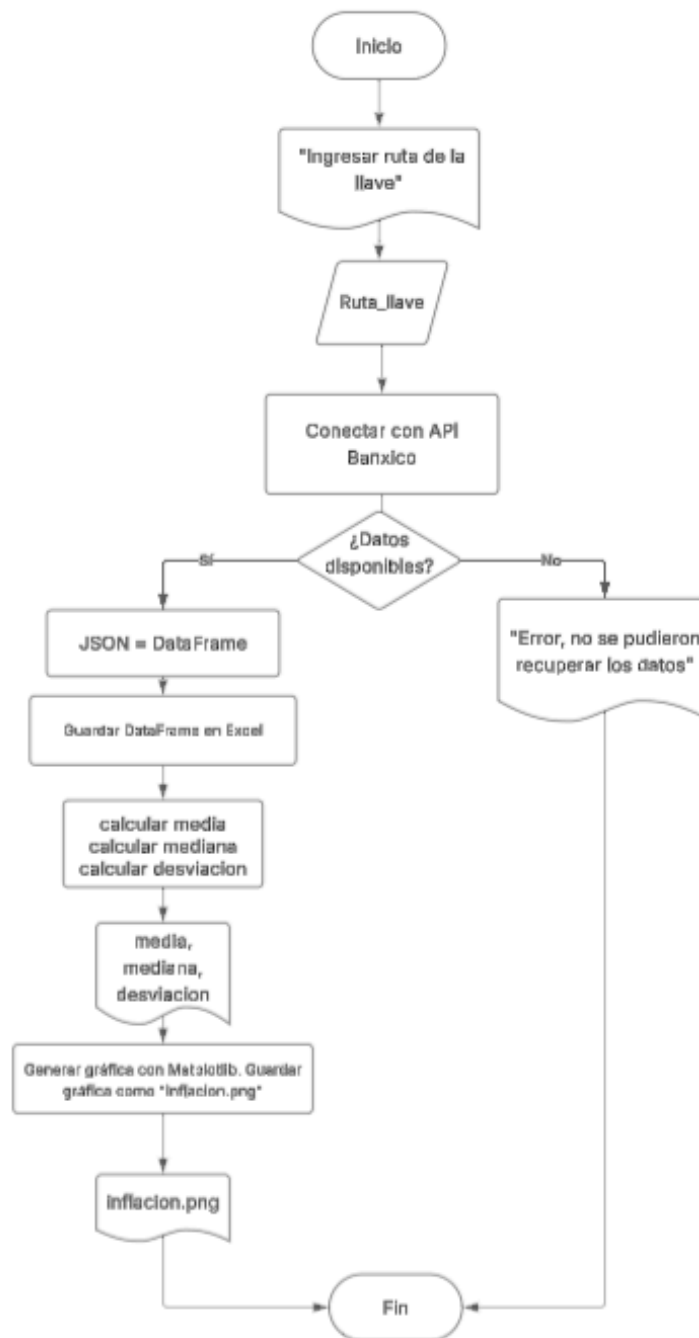 Inicio
"Ingresar ruta de la
llave"
Ruta_llave
Conectar con API
Banxico
¿Datos
disponibles?
Sí
No
JSON = DataFrame
"Error, no se pudieron
recuperar los datos"
Guardar DataFrame en Excel
calcular media
calcular mediana
calcular desviacion
media,
mediana,
desviacion
Generar gráfica con Matplotlib. Guardar
gráfica como "inflacion.png"
inflacion.png
Fin